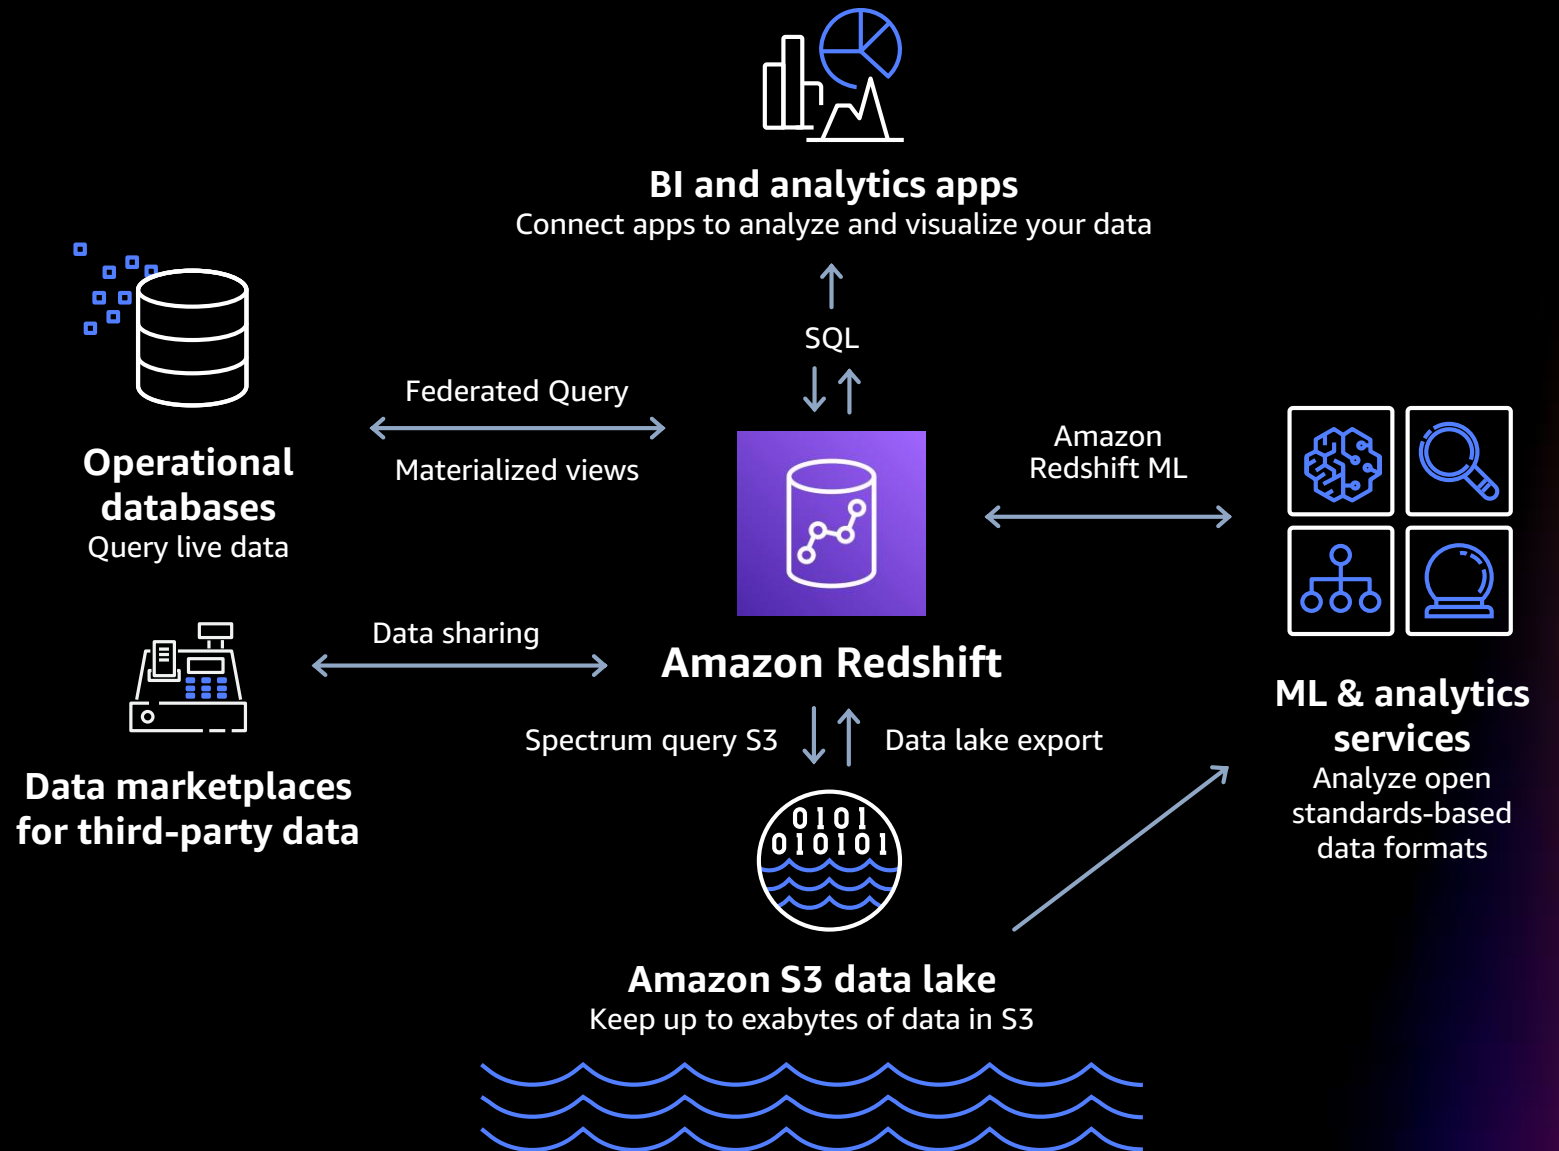 BI and analytics apps
Connect apps to analyze and visualize your data
SQL
Federated Query
Materialized views
Operational
databases
Query live data
Amazon
Redshift ML
Data sharing
Amazon Redshift
Data marketplaces
for third-party data
Spectrum query S3
Data lake export
ML & analytics
services
Analyze open
standards-based
data formats
0101
010101
Amazon S3 data lake
Keep up to exabytes of data in S3